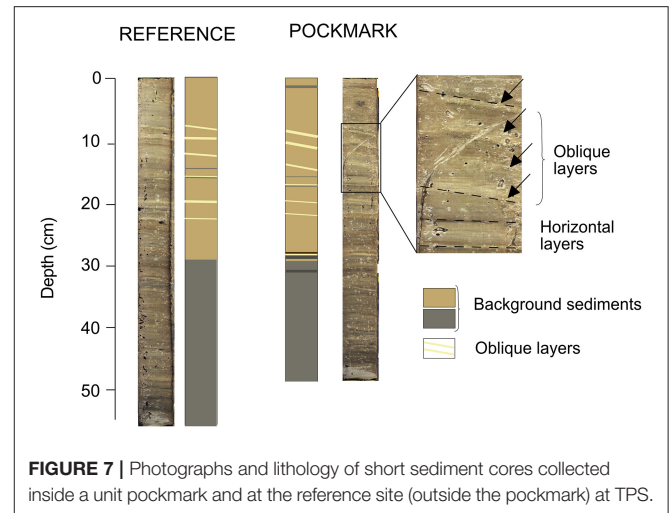 REFERENCE POCKMARK
0
10
20
30
40
50
Depth (cm)
Oblique
layers
Horizontal
layers
Background sediments
Oblique layers
FIGURE 7 | Photographs and lithology of short sediment cores collected
inside a unit pockmark and at the reference site (outside the pockmark) at TPS.